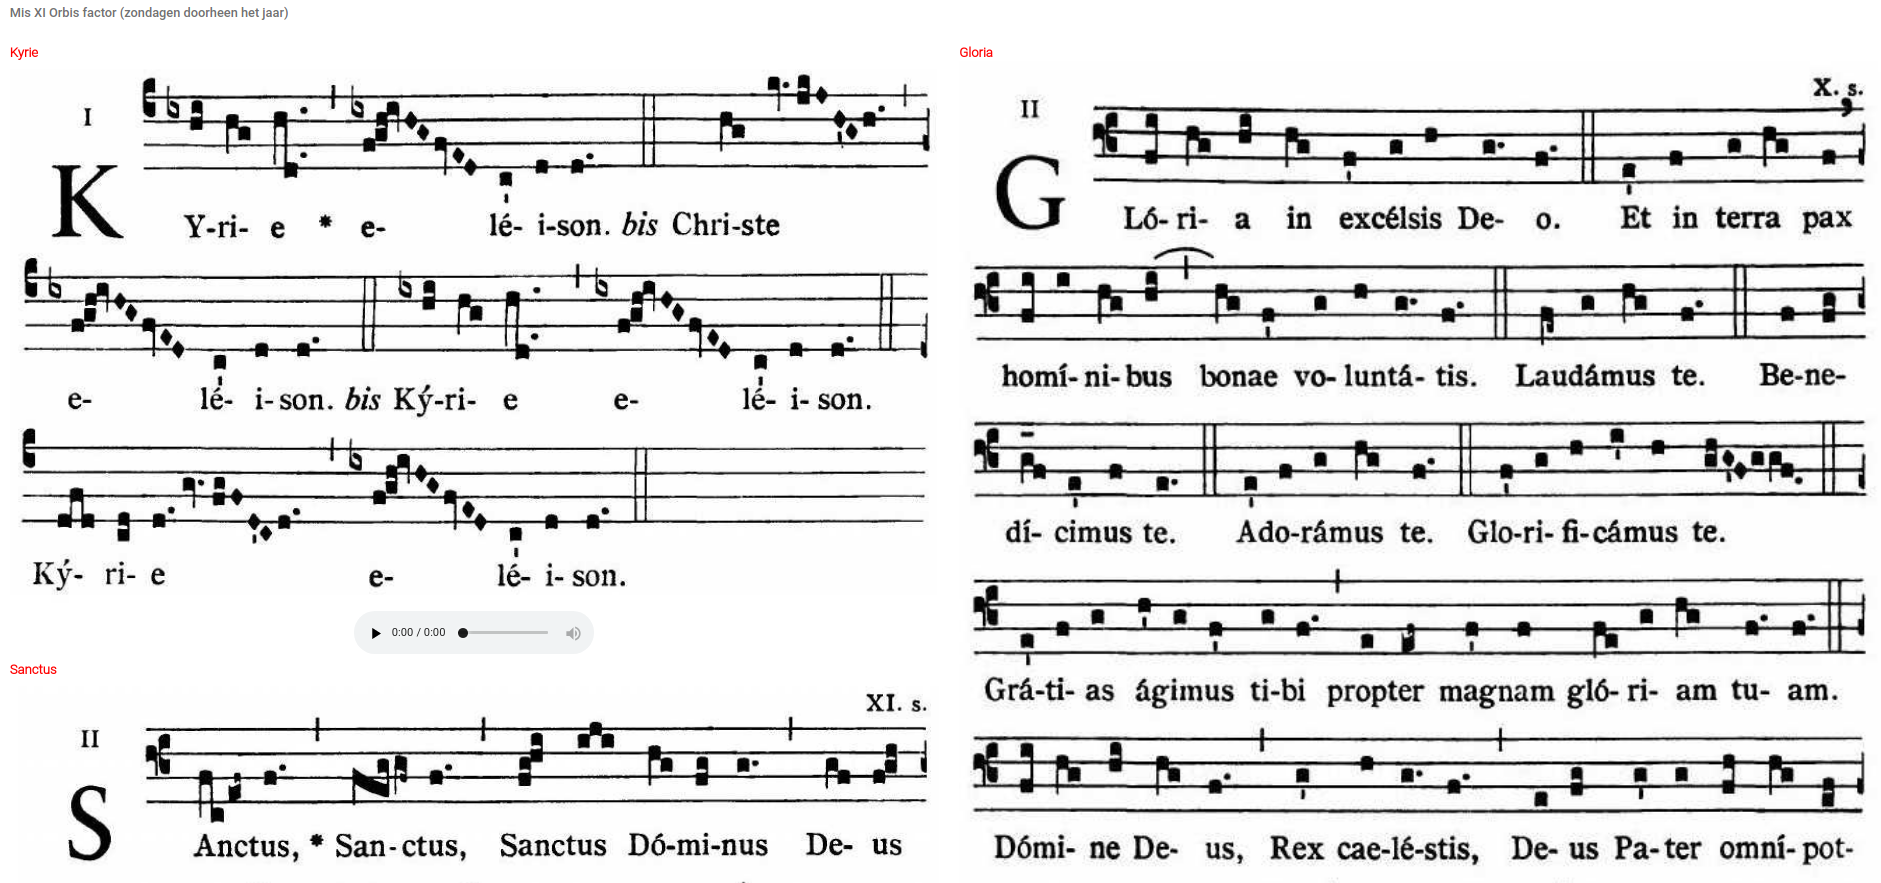 Mis XI Orbis factor (zondagen doorheen het jaar)
Kyrie
I
KY-ri- e * e- lé- i-son. bis Chri-ste
e- lé- i-son. bis Ký-ri- e e- lé- i- son.
Ký- ri- e e- lé- i- son.
0:00 / 0:00
Sanctus
XI. s.
II
SAnctus, * San-ctus, Sanctus Dó-mi-nus De- us
Gloria
X. s.
II
GLó- ri- a in excélsis De- o. Et in terra pax
homí- ni- bus bonae vo- luntá- tis. Laudámus te. Be-ne-
dí- cimus te. Ado-rámus te. Glo-ri- fi-cámus te.
Grá-ti- as ágimus ti-bi propter magnam gló- ri- am tu- am.
Dómi- ne De- us, Rex cae-lé-stis, De- us Pa-ter omní-pot-